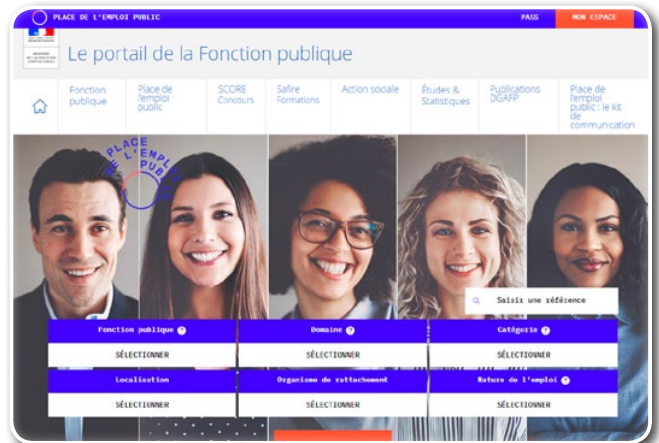 PLACE DE L'EMPLOI PUBLIC
PASS
MON ESPACE
Le portail de la Fonction publique
Fonction
publique
Place de
l'emploi
public
SCORE
Concours
Safire
Formations
Action sociale
Études &
Statistiques
Publications
DGAFP
Place de
l'emploi
public : le kit
de
communication
PLACE
DE L'EMPLOI
PUBLIC
Saisir une référence
Fonction publique ?
Domaine ?
Catégorie ?
SÉLECTIONNER
SÉLECTIONNER
SÉLECTIONNER
Localisation
Organisme de rattachement
Nature de l'emploi ?
SÉLECTIONNER
SÉLECTIONNER
SÉLECTIONNER